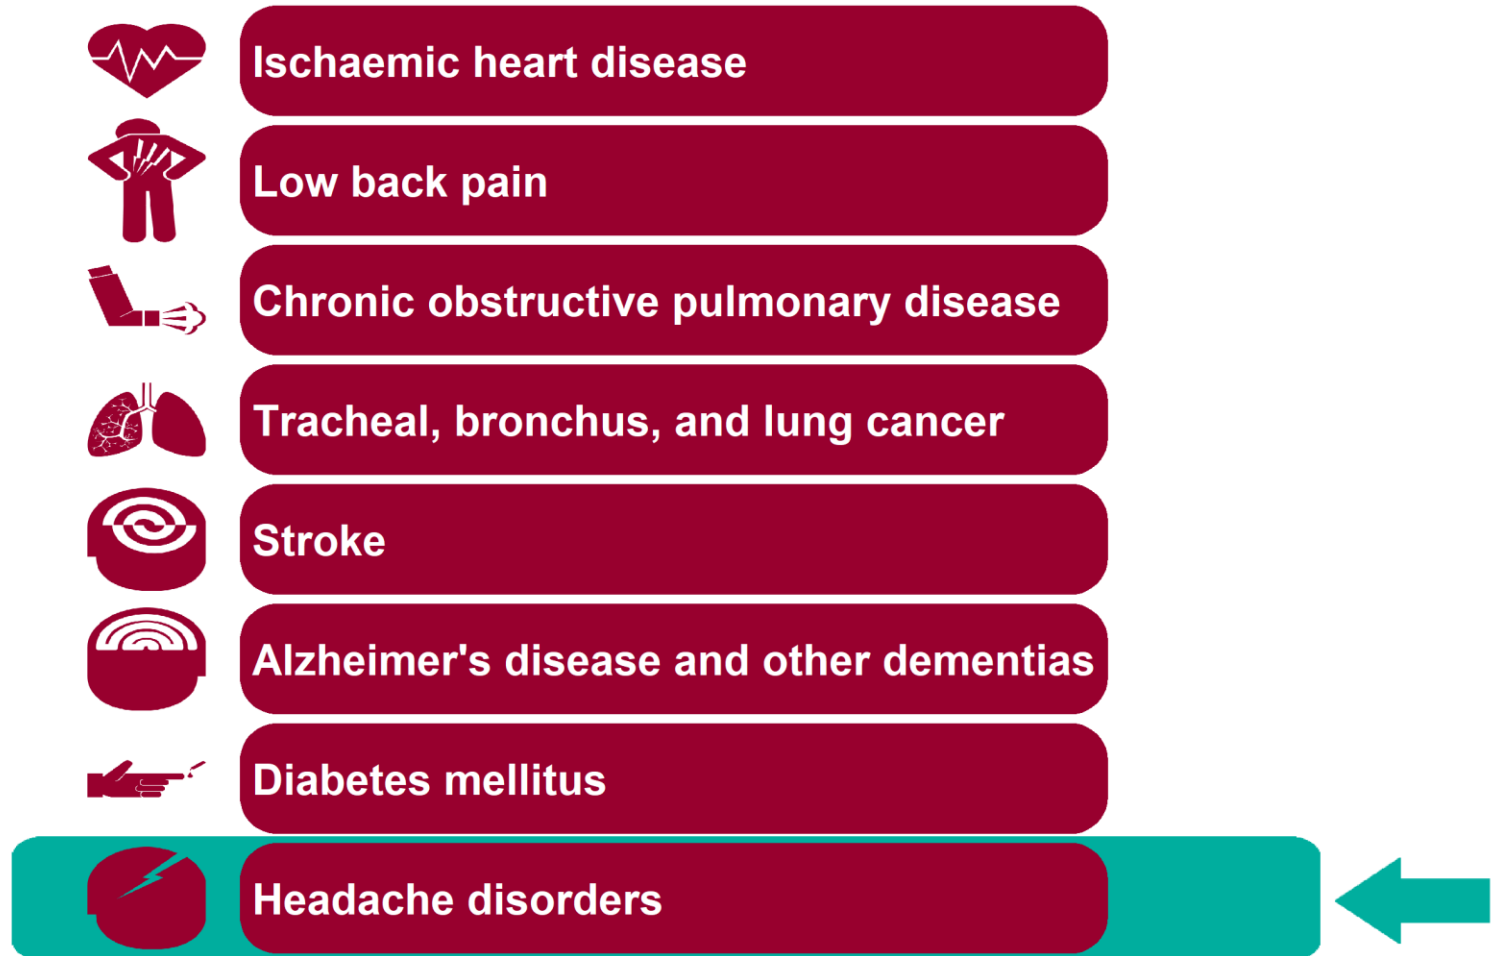 Ischaemic heart disease
Low back pain
Chronic obstructive pulmonary disease
Tracheal, bronchus, and lung cancer
Stroke
Alzheimer's disease and other dementias
Diabetes mellitus
Headache disorders